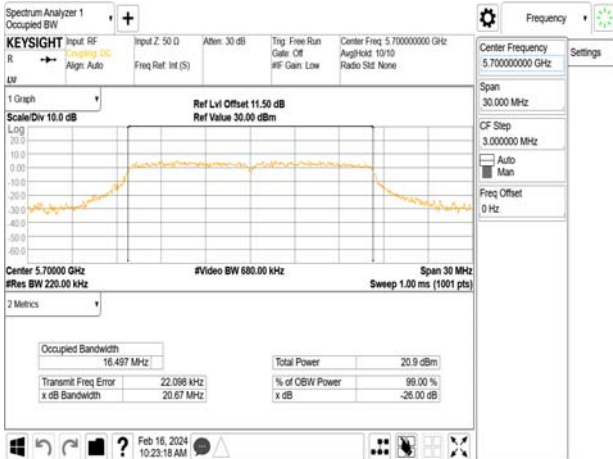 Spectrum Analyzer 1
Occupied BW
KEYSIGHT
R
LVI
Input: RF
Coupling: DC
Align: Auto
Input Z: 50 Ω
Freq Ref: Int (S)
Atten: 30 dB
Trig: Free Run
Gate: Off
#IF Gain: Low
Center Freq: 5.700000000 GHz
Avg|Hold: 10/10
Radio Std: None
1 Graph
Scale/Div 10.0 dB
Ref Lvl Offset 11.50 dB
Ref Value 30.00 dBm
Log
20.0
10.0
0.00
-10.0
-20.0
-30.0
-40.0
-50.0
-60.0
Center 5.70000 GHz
#Res BW 220.00 kHz
#Video BW 680.00 kHz
Span 30 MHz
Sweep 1.00 ms (1001 pts)
2 Metrics
Occupied Bandwidth
16.497 MHz
Transmit Freq Error 22.098 kHz
x dB Bandwidth 20.67 MHz
Total Power 20.9 dBm
% of OBW Power 99.00 %
x dB -26.00 dB
?
Feb 16, 2024
10:23:18 AM
Frequency
Settings
Center Frequency
5.700000000 GHz
Span
30.000 MHz
CF Step
3.000000 MHz
Auto
Man
Freq Offset
0 Hz